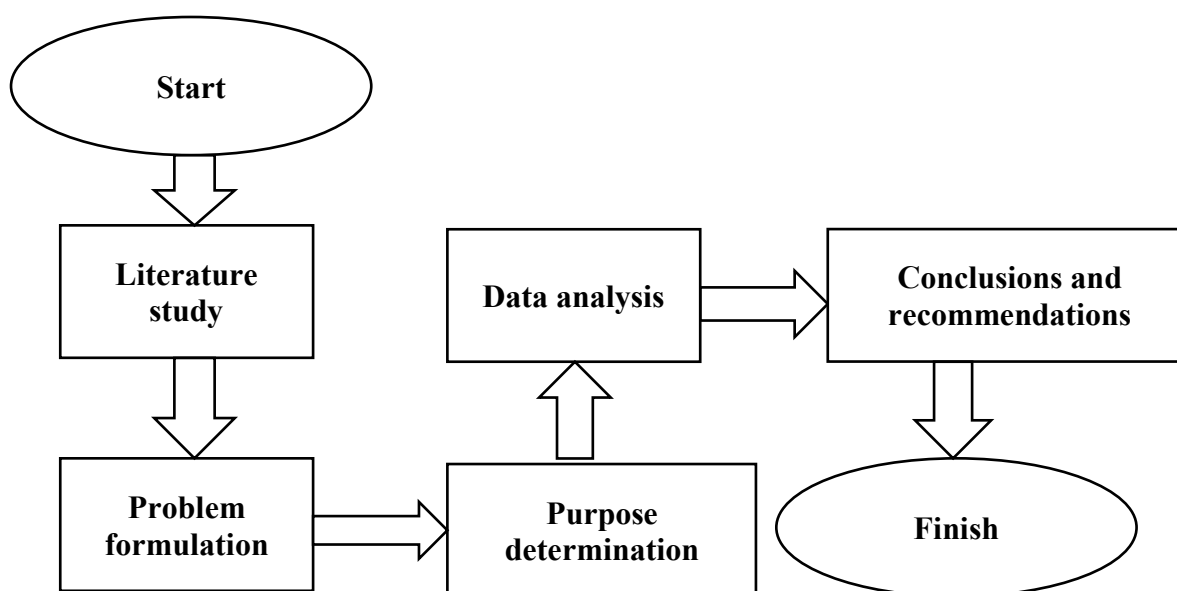 Start
Literature
study
Problem
formulation
Purpose
determination
Data analysis
Conclusions and
recommendations
Finish